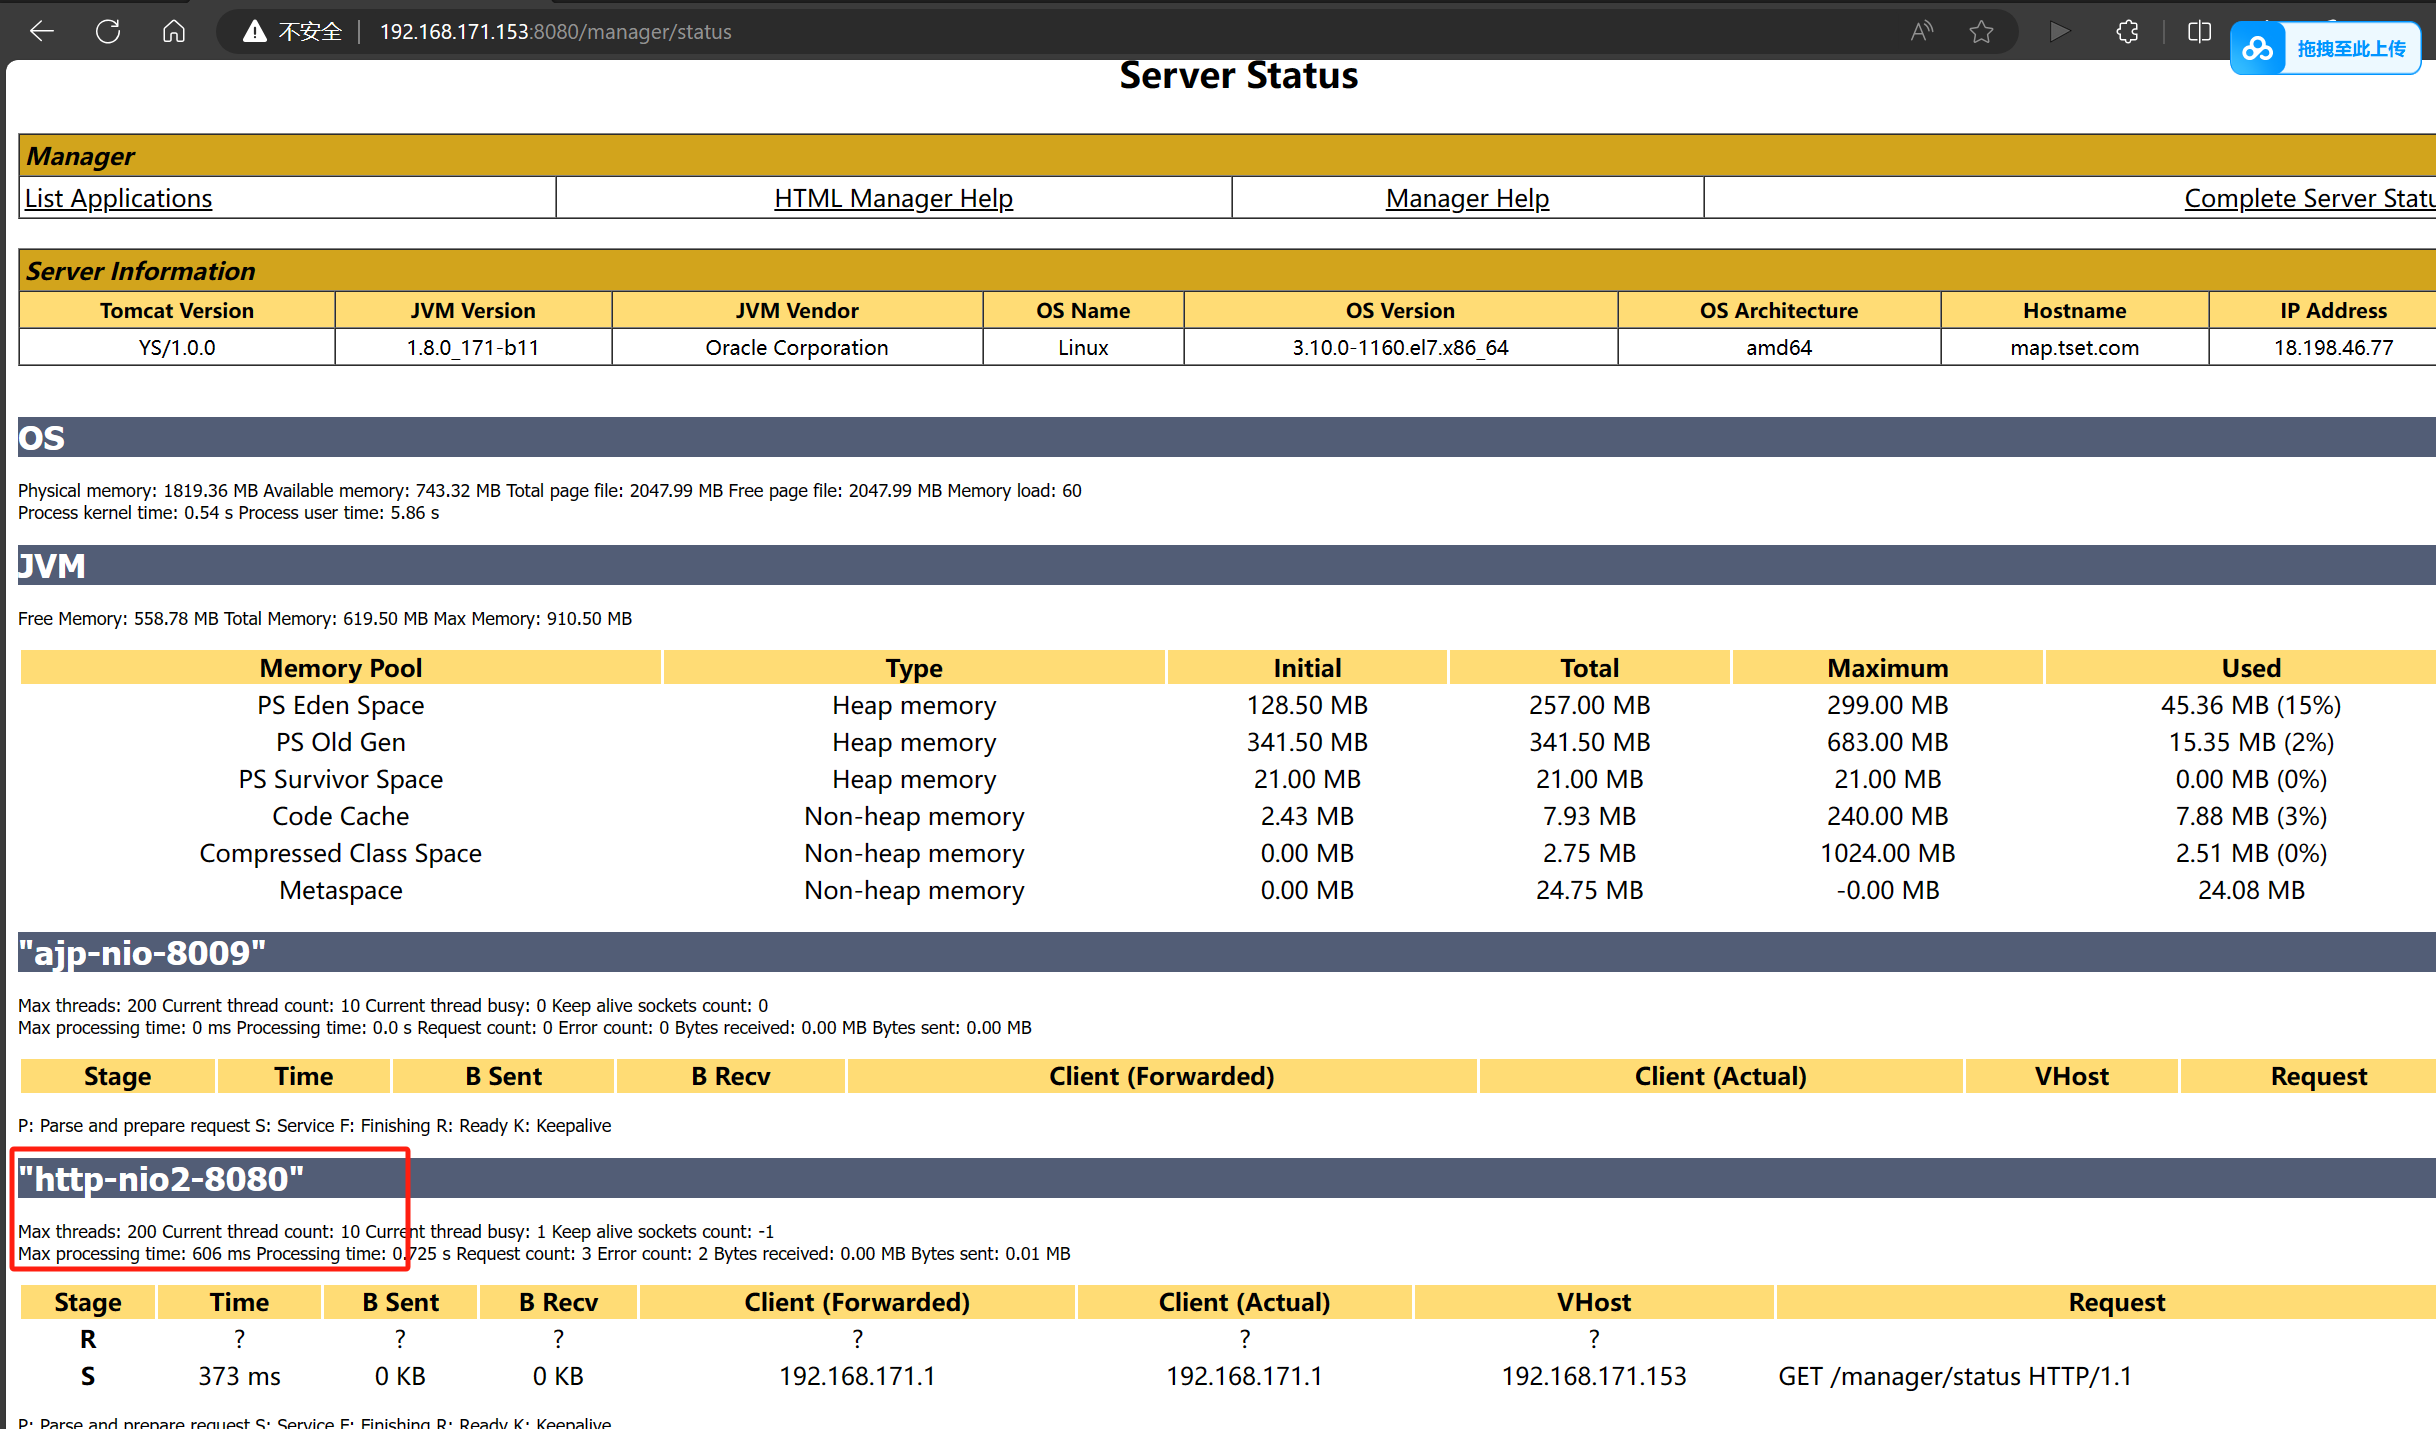 不安全 192.168.171.153:8080/manager/status
拖拽至此上传
Server Status
Manager
List Applications HTML Manager Help Manager Help Complete Server Statu
Server Information
Tomcat Version JVM Version JVM Vendor OS Name OS Version OS Architecture Hostname IP Address
YS/1.0.0 1.8.0_171-b11 Oracle Corporation Linux 3.10.0-1160.el7.x86_64 amd64 map.tset.com 18.198.46.77
OS
Physical memory: 1819.36 MB Available memory: 743.32 MB Total page file: 2047.99 MB Free page file: 2047.99 MB Memory load: 60
Process kernel time: 0.54 s Process user time: 5.86 s
JVM
Free Memory: 558.78 MB Total Memory: 619.50 MB Max Memory: 910.50 MB
Memory Pool Type Initial Total Maximum Used
PS Eden Space Heap memory 128.50 MB 257.00 MB 299.00 MB 45.36 MB (15%)
PS Old Gen Heap memory 341.50 MB 341.50 MB 683.00 MB 15.35 MB (2%)
PS Survivor Space Heap memory 21.00 MB 21.00 MB 21.00 MB 0.00 MB (0%)
Code Cache Non-heap memory 2.43 MB 7.93 MB 240.00 MB 7.88 MB (3%)
Compressed Class Space Non-heap memory 0.00 MB 2.75 MB 1024.00 MB 2.51 MB (0%)
Metaspace Non-heap memory 0.00 MB 24.75 MB -0.00 MB 24.08 MB
"ajp-nio-8009"
Max threads: 200 Current thread count: 10 Current thread busy: 0 Keep alive sockets count: 0
Max processing time: 0 ms Processing time: 0.0 s Request count: 0 Error count: 0 Bytes received: 0.00 MB Bytes sent: 0.00 MB
Stage Time B Sent B Recv Client (Forwarded) Client (Actual) VHost Request
P: Parse and prepare request S: Service F: Finishing R: Ready K: Keepalive
"http-nio2-8080"
Max threads: 200 Current thread count: 10 Current thread busy: 1 Keep alive sockets count: -1
Max processing time: 606 ms Processing time: 0.725 s Request count: 3 Error count: 2 Bytes received: 0.00 MB Bytes sent: 0.01 MB
Stage Time B Sent B Recv Client (Forwarded) Client (Actual) VHost Request
R ? ? ? ? ? ?
S 373 ms 0 KB 0 KB 192.168.171.1 192.168.171.1 192.168.171.153 GET /manager/status HTTP/1.1
P: Parse and prepare request S: Service F: Finishing R: Ready K: Keepalive